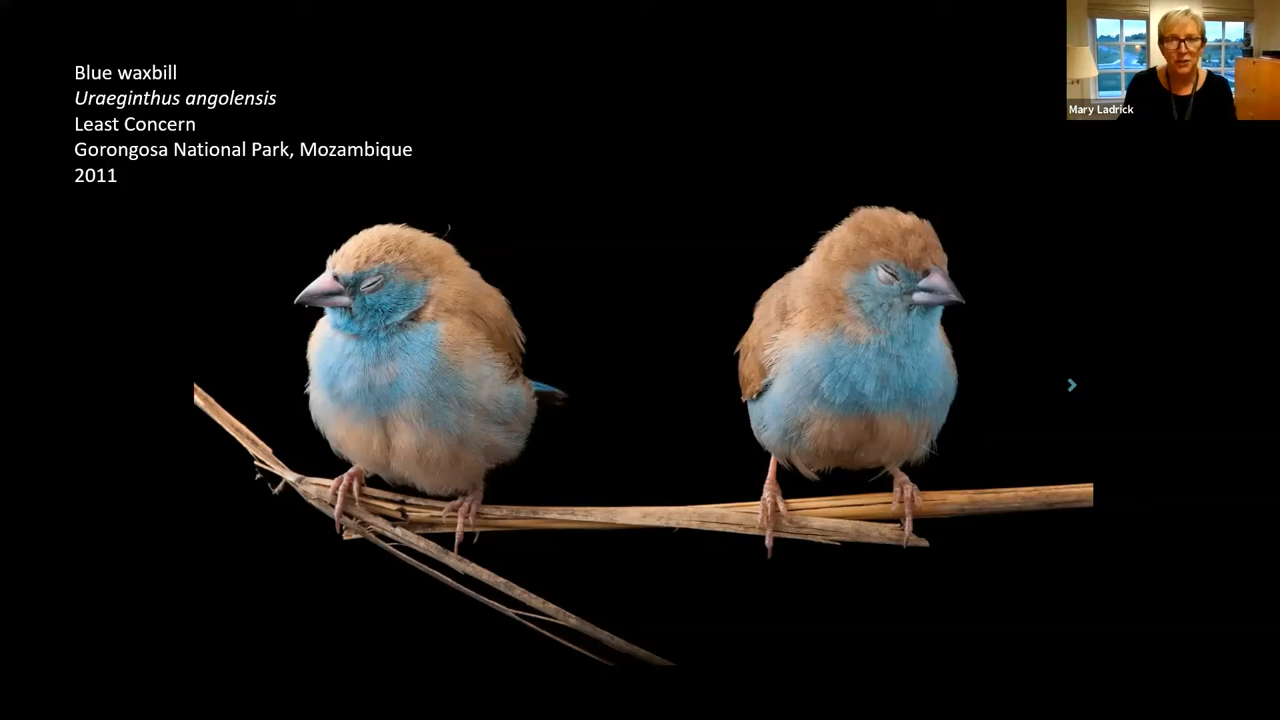 Blue waxbill
Uraeginthus angolensis
Least Concern
Gorongosa National Park, Mozambique
2011
Mary Ladrick